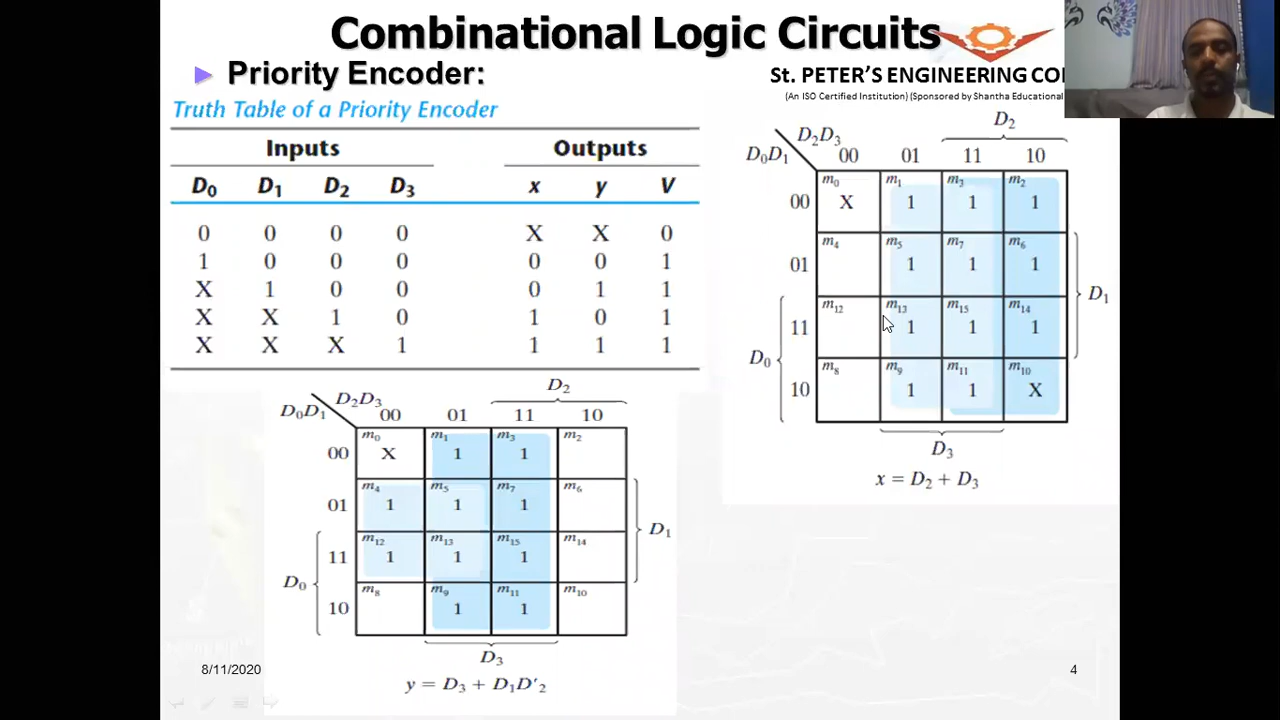 Combinational Logic Circuits
► Priority Encoder:
St. PETER'S ENGINEERING CO
(An ISO Certified Institution) (Sponsored by Shantha Educational
Truth Table of a Priority Encoder
Inputs Outputs
D0 D1 D2 D3 x y V
0 0 0 0 X X 0
1 0 0 0 0 0 1
X 1 0 0 0 1 1
X X 1 0 1 0 1
X X X 1 1 1 1
D2
D2D3
D0D1 00 01 11 10
m0 m1 m3 m2
00 X 1 1 1
m4 m5 m7 m6
01 1 1 1
D1
m12 m13 m15 m14
11 1 1 1
D0
m8 m9 m11 m10
10 1 1 X
D3
x = D2 + D3
D2
D2D3
D0D1 00 01 11 10
m0 m1 m3 m2
00 X 1 1
m4 m5 m7 m6
01 1 1 1
D1
m12 m13 m15 m14
11 1 1 1
D0
m8 m9 m11 m10
10 1 1
D3
y = D3 + D1D′2
8/11/2020
4